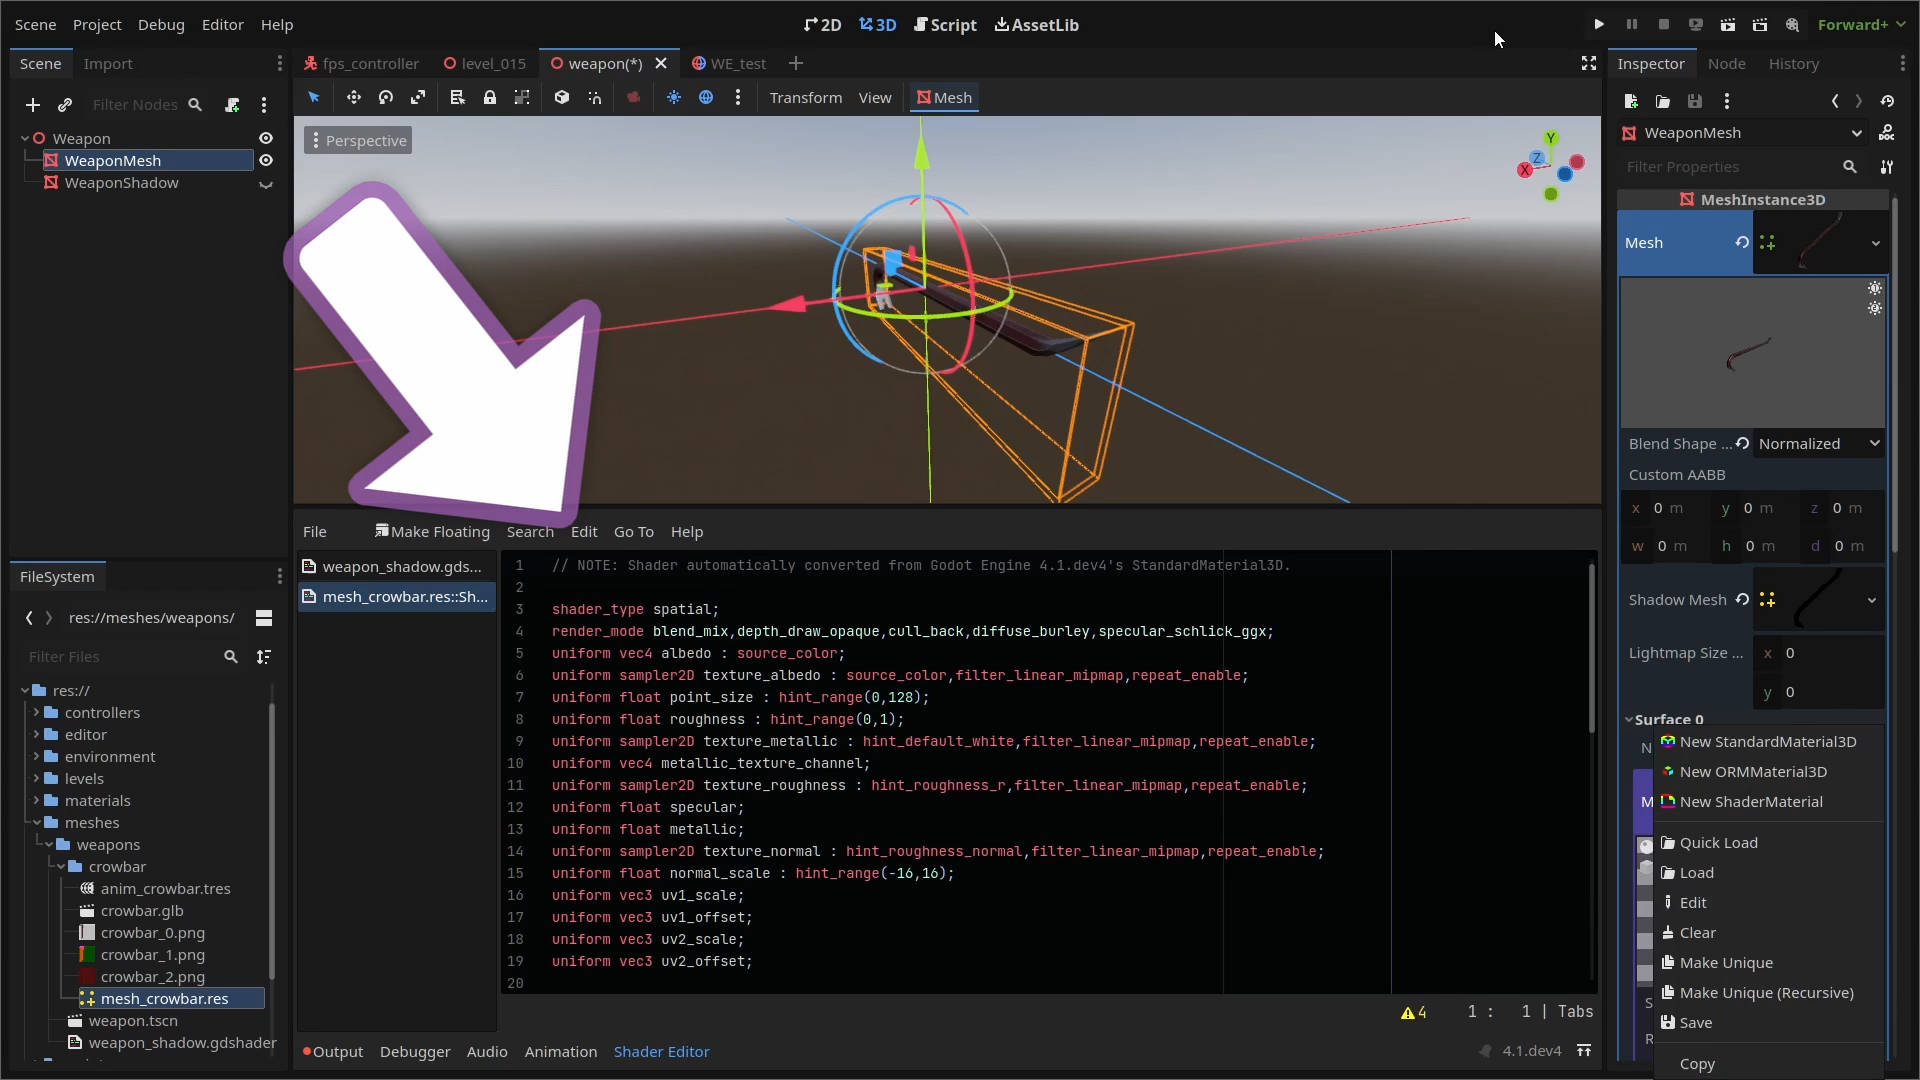 Scene Project Debug Editor Help
2D 3D Script AssetLib
Forward+
Scene Import
fps_controller level_015 weapon(*) WE_test
Inspector Node History
Filter Nodes
Transform View Mesh
Weapon
WeaponMesh
WeaponShadow
Perspective
Y
Z
X
WeaponMesh
Filter Properties
MeshInstance3D
Mesh
Blend Shape ... Normalized
Custom AABB
x 0 m y 0 m z 0 m
w 0 m h 0 m d 0 m
Shadow Mesh
Lightmap Size ... x 0
y 0
Surface 0
N
M
S
R
New StandardMaterial3D
New ORMMaterial3D
New ShaderMaterial
Quick Load
Load
Edit
Clear
Make Unique
Make Unique (Recursive)
Save
Copy
FileSystem
res://meshes/weapons/
Filter Files
res://
controllers
editor
environment
levels
materials
meshes
weapons
crowbar
anim_crowbar.tres
crowbar.glb
crowbar_0.png
crowbar_1.png
crowbar_2.png
mesh_crowbar.res
weapon.tscn
weapon_shadow.gdshader
File Make Floating Search Edit Go To Help
weapon_shadow.gds...
mesh_crowbar.res::Sh...
1 // NOTE: Shader automatically converted from Godot Engine 4.1.dev4's StandardMaterial3D.
2
3 shader_type spatial;
4 render_mode blend_mix,depth_draw_opaque,cull_back,diffuse_burley,specular_schlick_ggx;
5 uniform vec4 albedo : source_color;
6 uniform sampler2D texture_albedo : source_color,filter_linear_mipmap,repeat_enable;
7 uniform float point_size : hint_range(0,128);
8 uniform float roughness : hint_range(0,1);
9 uniform sampler2D texture_metallic : hint_default_white,filter_linear_mipmap,repeat_enable;
10 uniform vec4 metallic_texture_channel;
11 uniform sampler2D texture_roughness : hint_roughness_r,filter_linear_mipmap,repeat_enable;
12 uniform float specular;
13 uniform float metallic;
14 uniform sampler2D texture_normal : hint_roughness_normal,filter_linear_mipmap,repeat_enable;
15 uniform float normal_scale : hint_range(-16,16);
16 uniform vec3 uv1_scale;
17 uniform vec3 uv1_offset;
18 uniform vec3 uv2_scale;
19 uniform vec3 uv2_offset;
20
4 1 : 1 | Tabs
Output Debugger Audio Animation Shader Editor
4.1.dev4